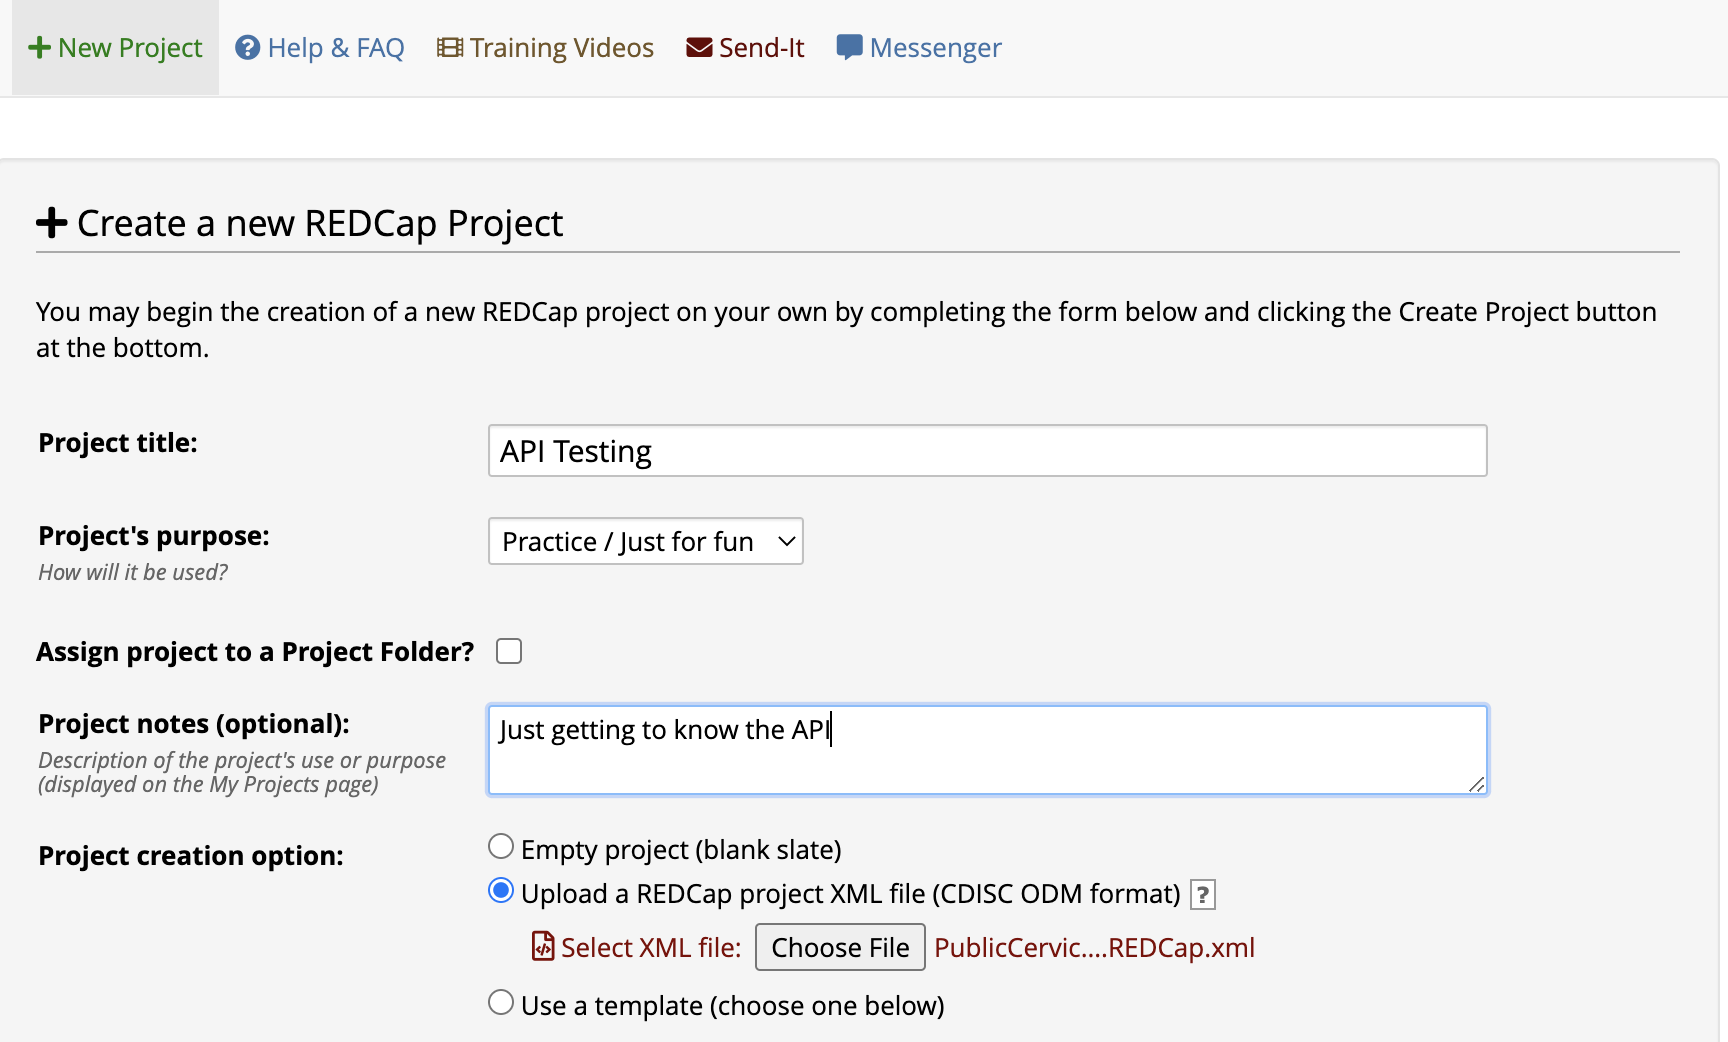 New Project Help & FAQ Training Videos Send-It Messenger
Create a new REDCap Project
You may begin the creation of a new REDCap project on your own by completing the form below and clicking the Create Project button
at the bottom.
Project title: API Testing
Project's purpose: Practice / Just for fun
How will it be used?
Assign project to a Project Folder?
Project notes (optional): Just getting to know the API
Description of the project's use or purpose
(displayed on the My Projects page)
Project creation option: Empty project (blank slate)
Upload a REDCap project XML file (CDISC ODM format) ?
Select XML file: Choose File PublicCervic....REDCap.xml
Use a template (choose one below)